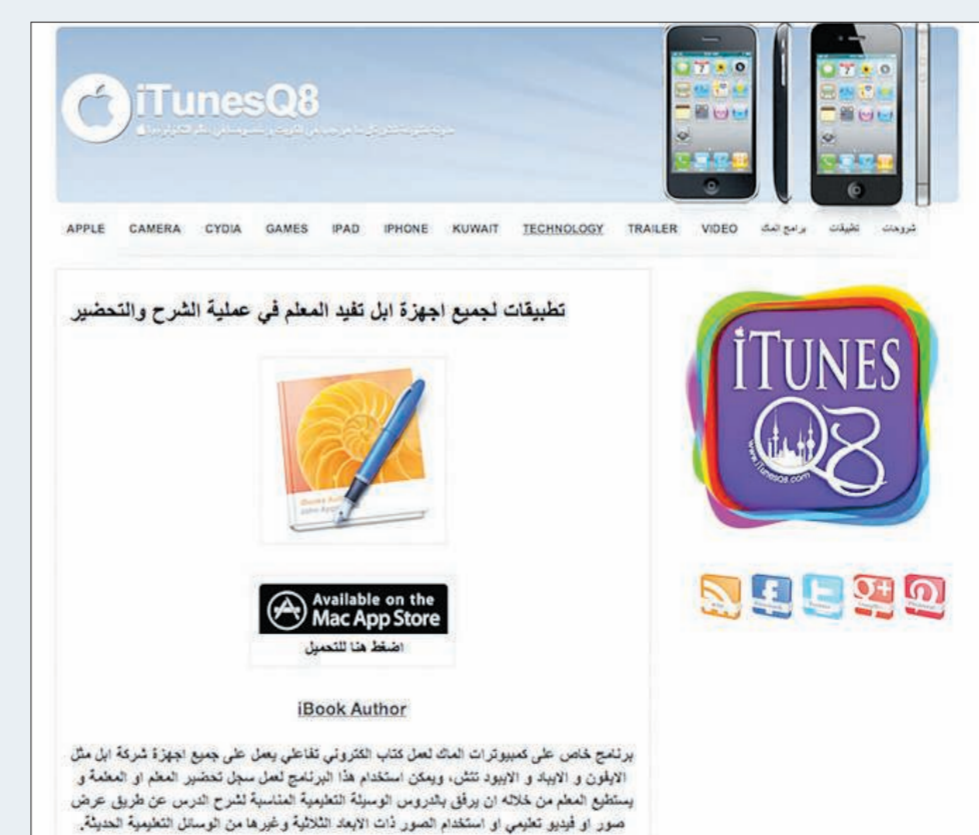 iTunesQ8
APPLE CAMERA CYDIA GAMES IPAD IPHONE KUWAIT TECHNOLOGY TRAILER VIDEO برامج الماك تطبيقات شروحات
تطبيقات لجميع اجهزة ابل تفيد المعلم في عملية الشرح والتحضير
iTUNES
Q8
www.iTunesQ8.com
Available on the
Mac App Store
اضغط هنا للتحميل
iBook Author
برنامج خاص على كمبيوترات الماك لعمل كتاب الكتروني تفاعلي يعمل على جميع اجهزة شركة ابل مثل
الايفون و الايباد و الايبود تتش، ويمكن استخدام هذا البرنامج لعمل سجل تحضير المعلم او المعلمة و
يستطيع المعلم من خلاله ان يرفق بالدروس الوسيلة التعليمية المناسبة لشرح الدرس عن طريق عرض
صور او فيديو تعليمي او استخدام الصور ذات الابعاد الثلاثية وغيرها من الوسائل التعليمية الحديثة.